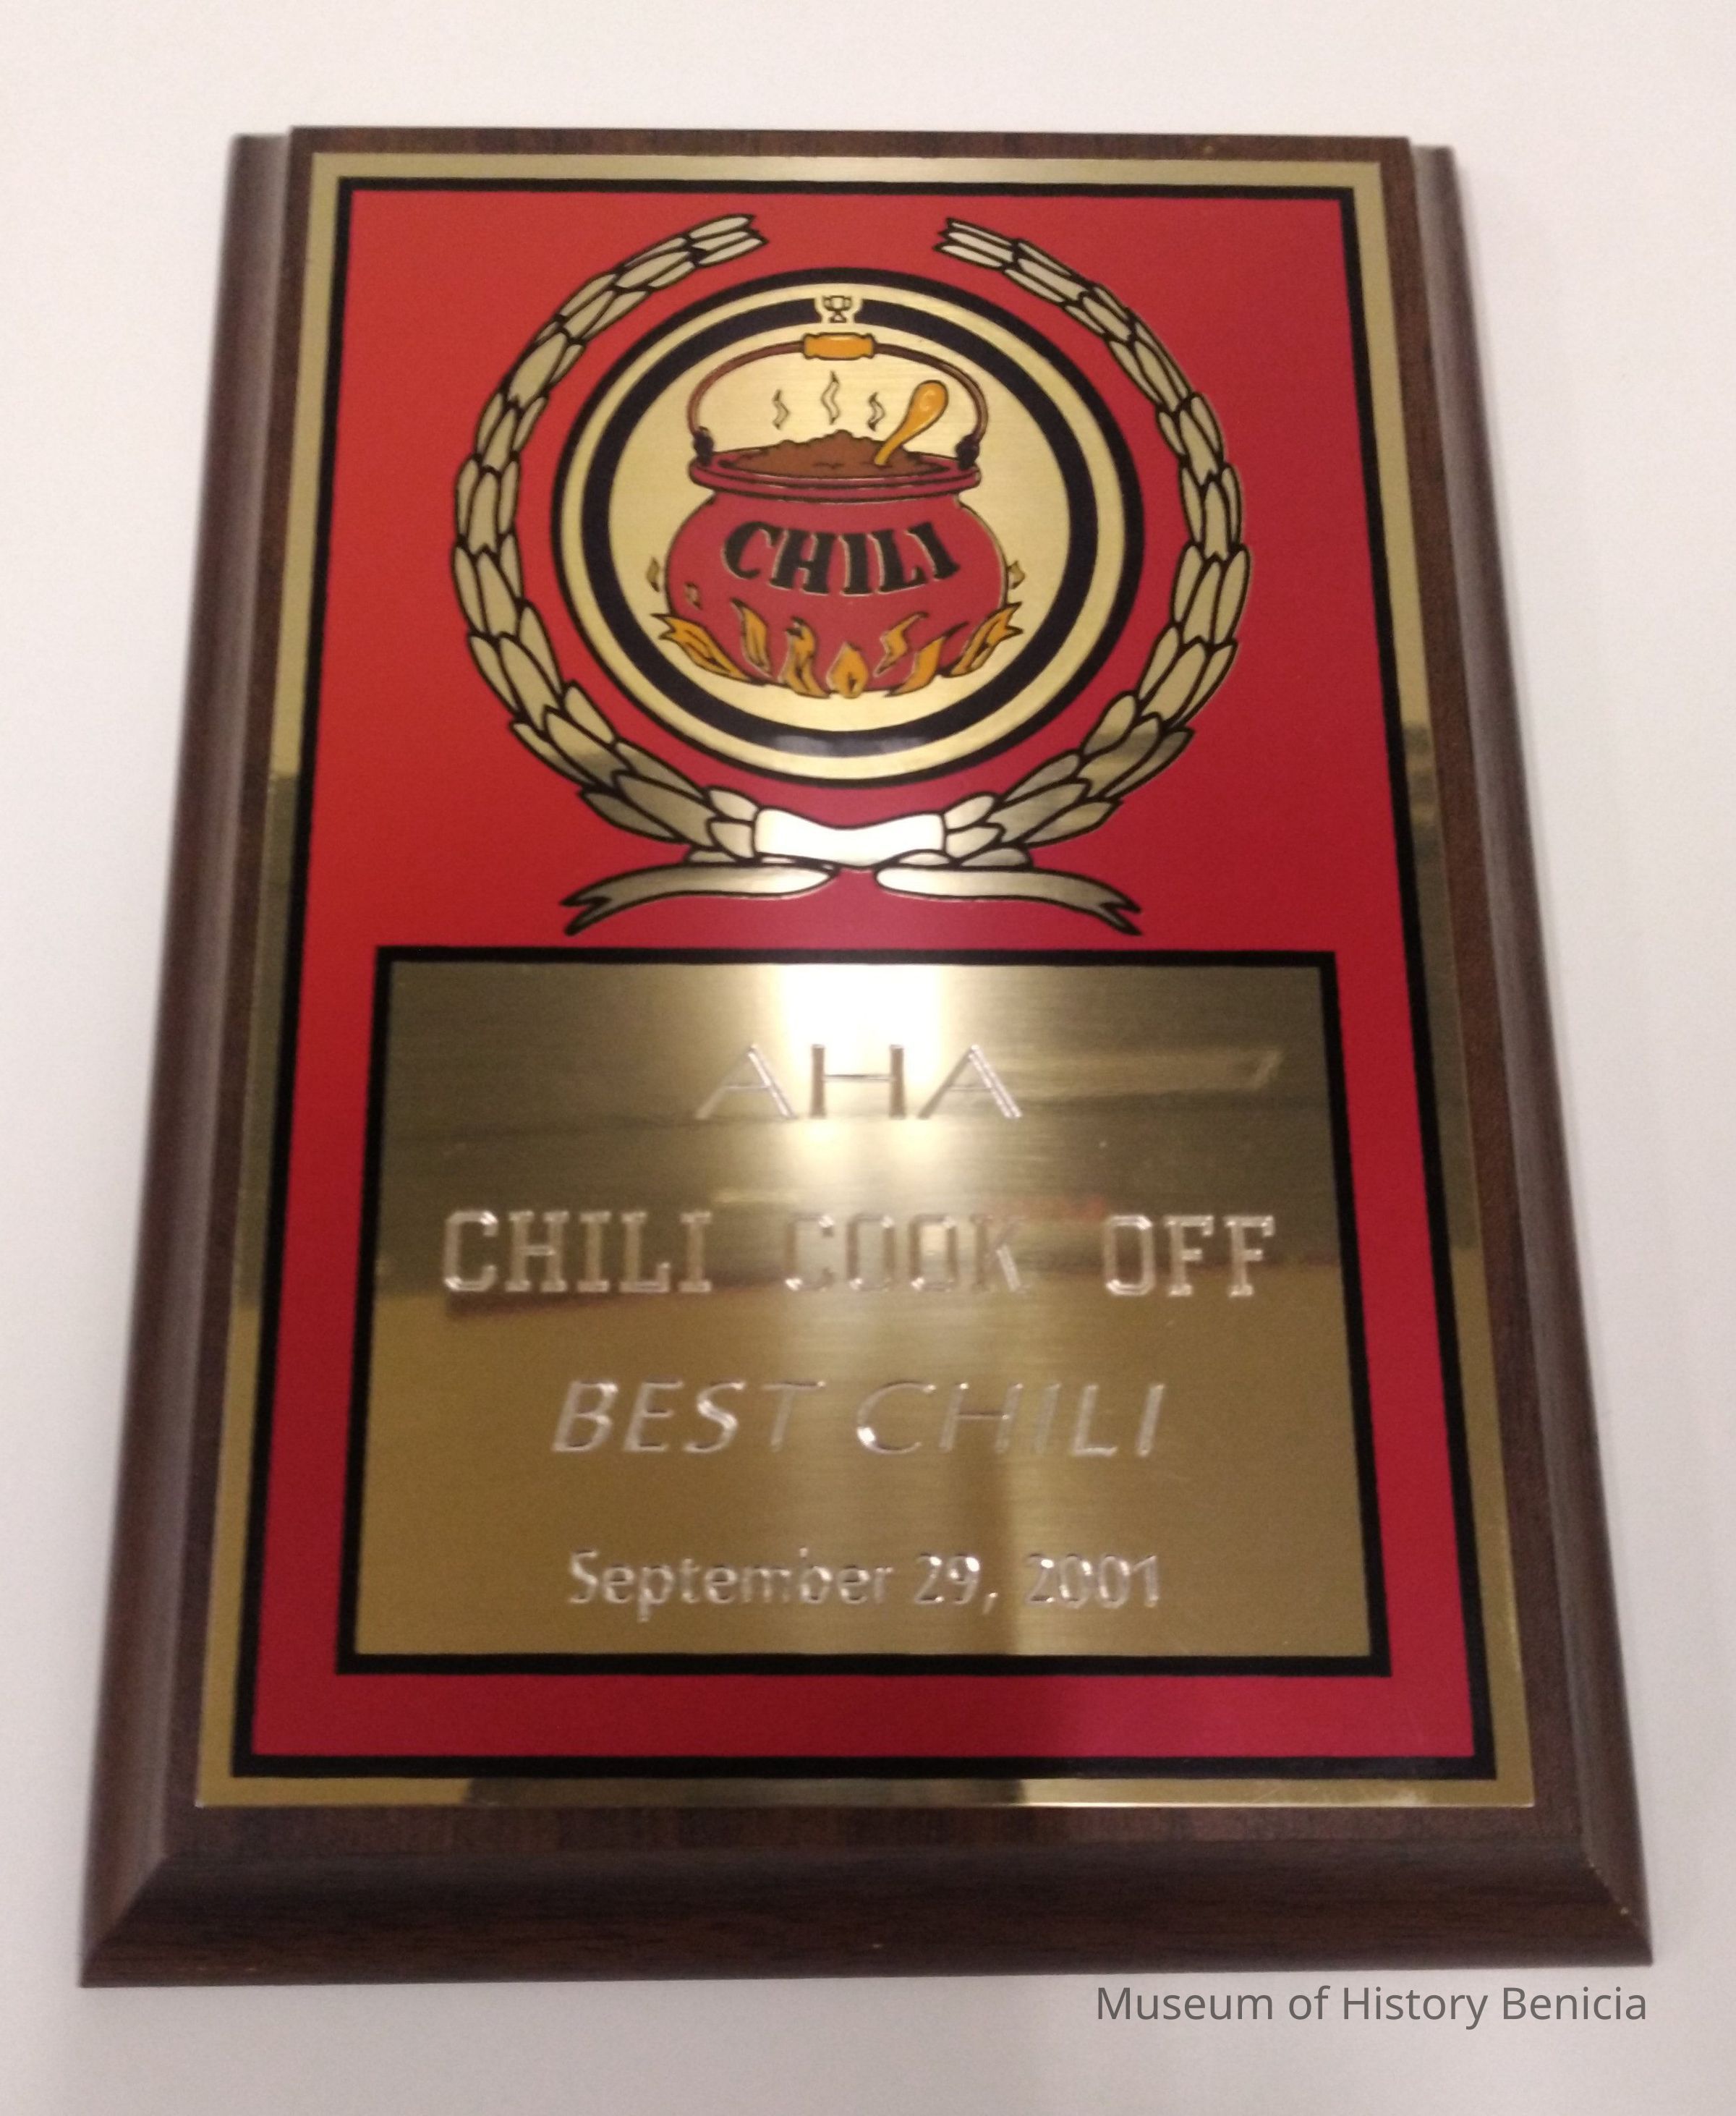 CHILI
AHA
CHILI COOK OFF
BEST CHILI
September 29, 2001
Museum of History Benicia